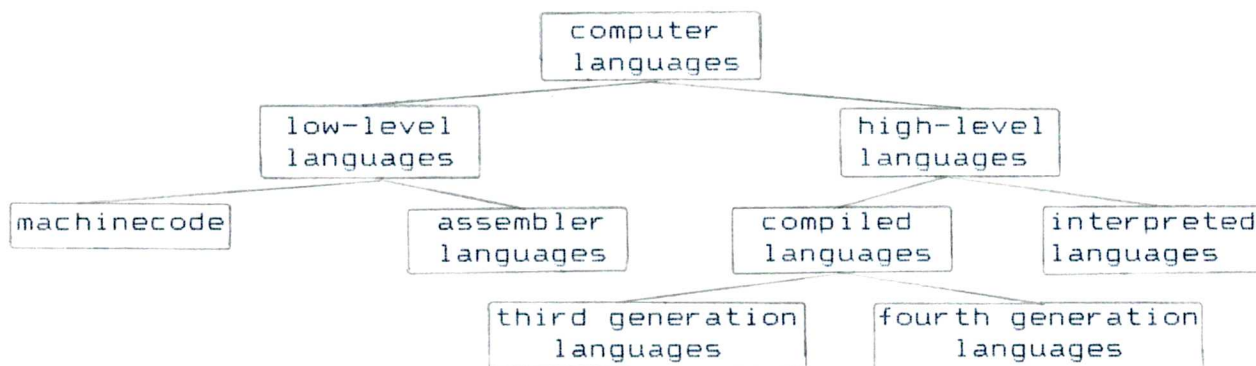 computer
languages
low-level
languages
high-level
languages
machinecode
assembler
languages
compiled
languages
interpreted
languages
third generation
languages
fourth generation
languages